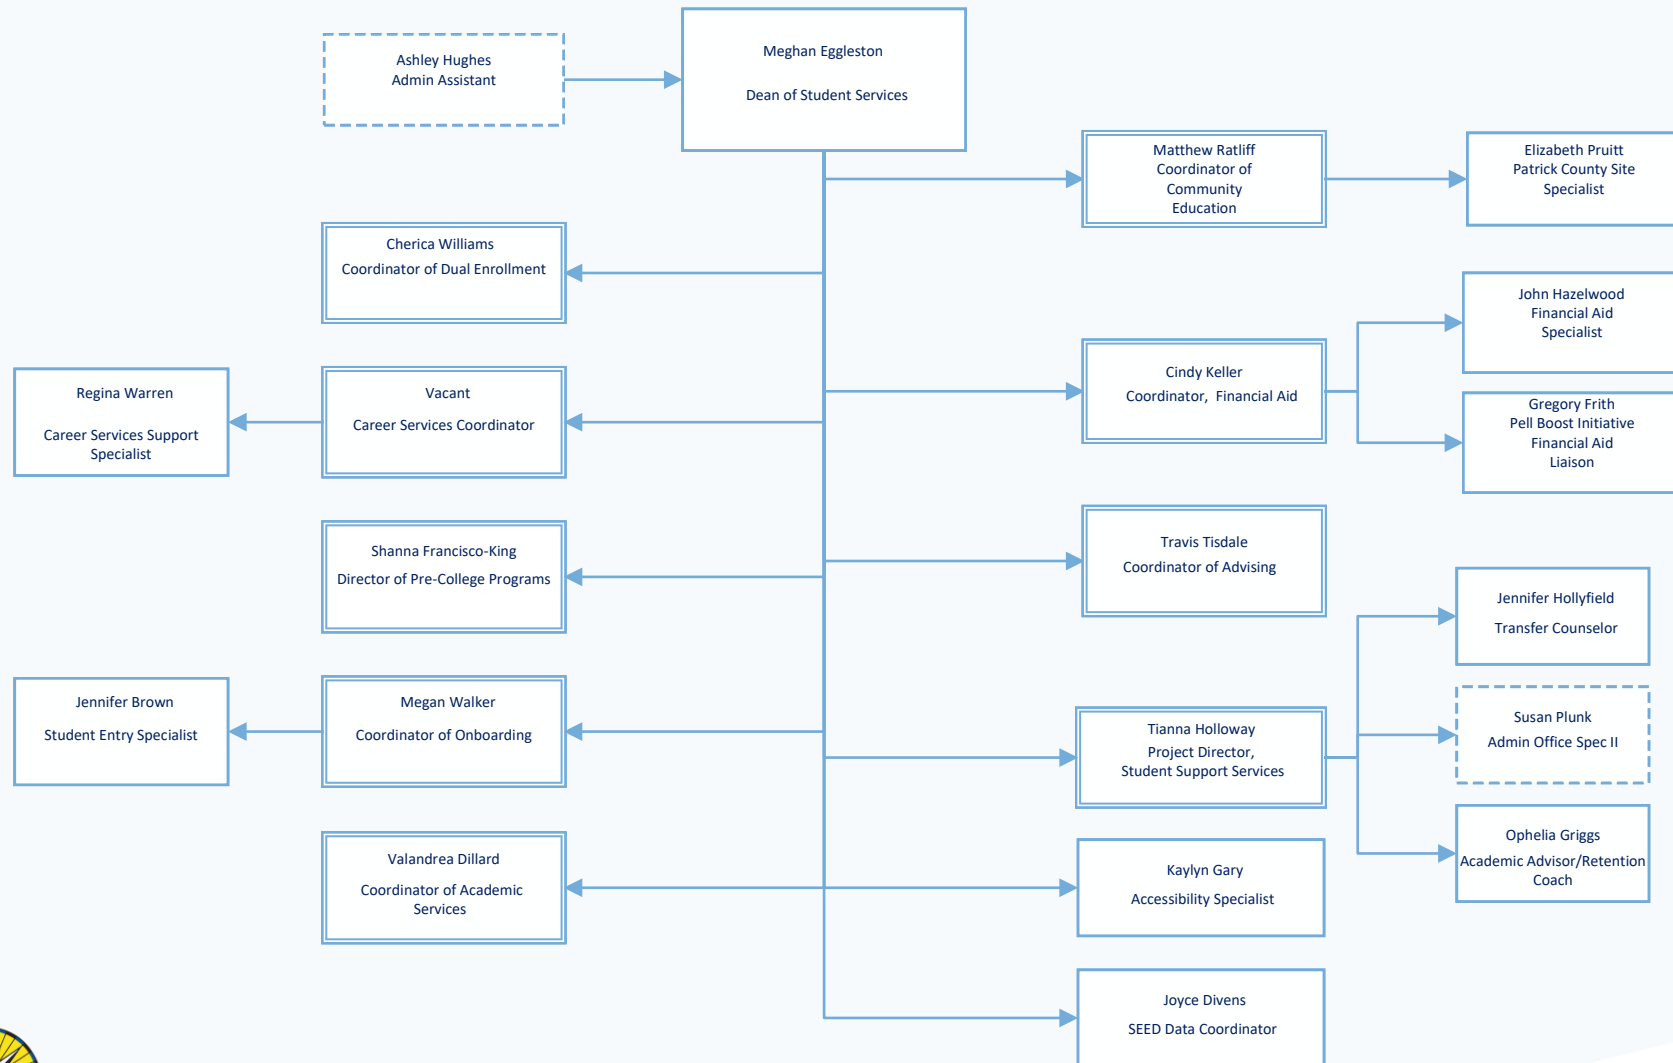 Ashley Hughes
Admin Assistant
Meghan Eggleston
Dean of Student Services
Matthew Ratliff
Coordinator of
Community
Education
Elizabeth Pruitt
Patrick County Site
Specialist
Cherica Williams
Coordinator of Dual Enrollment
John Hazelwood
Financial Aid
Specialist
Regina Warren
Career Services Support
Specialist
Vacant
Career Services Coordinator
Cindy Keller
Coordinator, Financial Aid
Gregory Frith
Pell Boost Initiative
Financial Aid
Liaison
Shanna Francisco-King
Director of Pre-College Programs
Travis Tisdale
Coordinator of Advising
Jennifer Hollyfield
Transfer Counselor
Jennifer Brown
Student Entry Specialist
Megan Walker
Coordinator of Onboarding
Tianna Holloway
Project Director,
Student Support Services
Susan Plunk
Admin Office Spec II
Valandrea Dillard
Coordinator of Academic
Services
Kaylyn Gary
Accessibility Specialist
Ophelia Griggs
Academic Advisor/Retention
Coach
Joyce Divens
SEED Data Coordinator